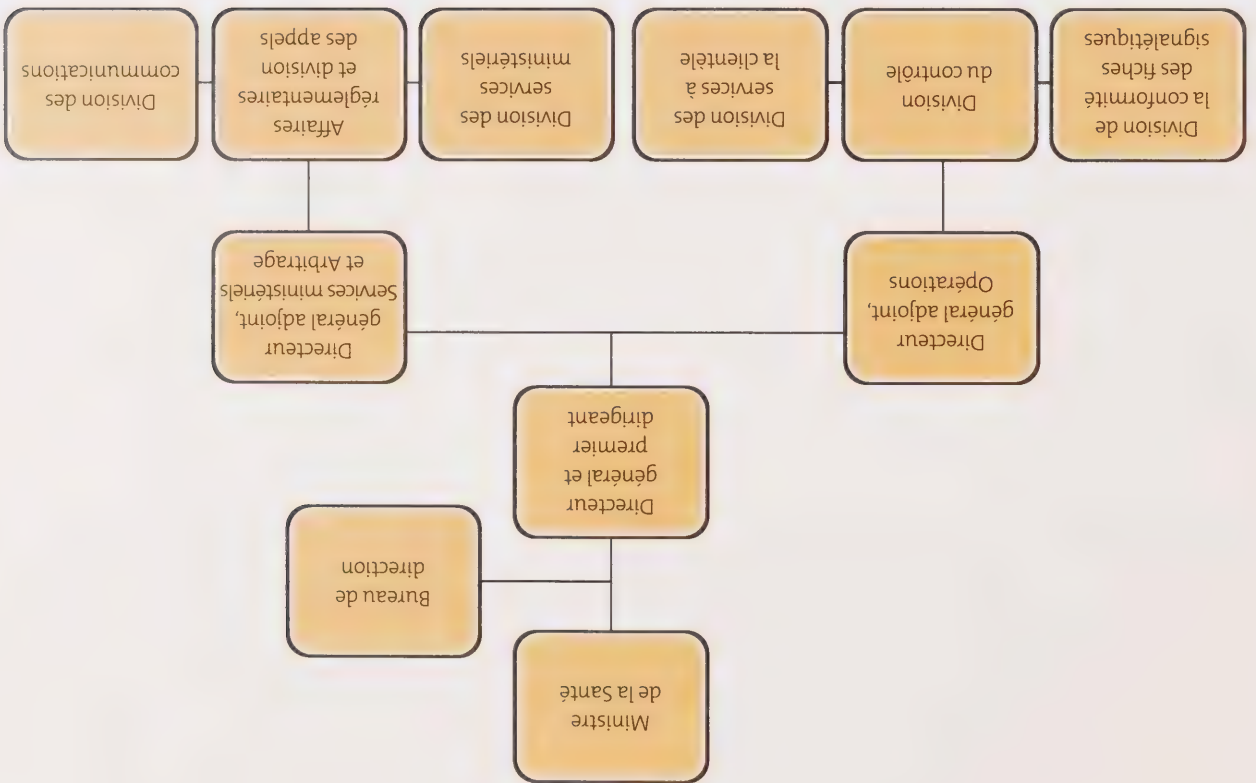 Ministre
de la Santé
Bureau de
direction
Directeur
général et
premier
dirigeant
Directeur
général adjoint,
Opérations
Directeur
général adjoint,
Services ministériels
et Arbitrage
Division de
la conformité
des fiches
signalétiques
Division
du contrôle
Division des
services à
la clientèle
Division des
services
ministériels
Affaires
réglementaires
et division
des appels
Division des
communications